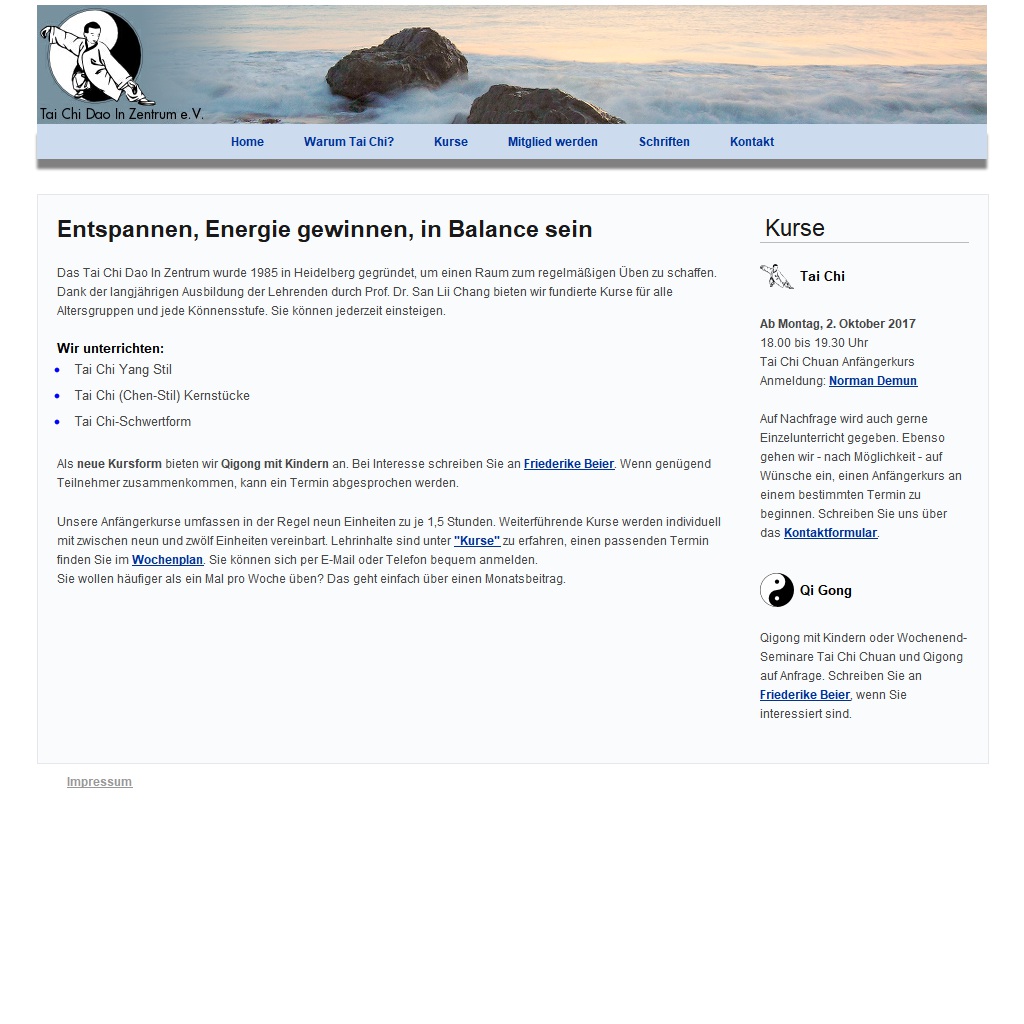 Tai Chi Dao In Zentrum e.V.
Home Warum Tai Chi? Kurse Mitglied werden Schriften Kontakt
Entspannen, Energie gewinnen, in Balance sein
Das Tai Chi Dao In Zentrum wurde 1985 in Heidelberg gegründet, um einen Raum zum regelmäßigen Üben zu schaffen.
Dank der langjährigen Ausbildung der Lehrenden durch Prof. Dr. San Lii Chang bieten wir fundierte Kurse für alle
Altersgruppen und jede Könnensstufe. Sie können jederzeit einsteigen.
Wir unterrichten:
Tai Chi Yang Stil
Tai Chi (Chen-Stil) Kernstücke
Tai Chi-Schwertform
Als neue Kursform bieten wir Qigong mit Kindern an. Bei Interesse schreiben Sie an Friederike Beier. Wenn genügend
Teilnehmer zusammenkommen, kann ein Termin abgesprochen werden.
Unsere Anfängerkurse umfassen in der Regel neun Einheiten zu je 1,5 Stunden. Weiterführende Kurse werden individuell
mit zwischen neun und zwölf Einheiten vereinbart. Lehrinhalte sind unter "Kurse" zu erfahren, einen passenden Termin
finden Sie im Wochenplan. Sie können sich per E-Mail oder Telefon bequem anmelden.
Sie wollen häufiger als ein Mal pro Woche üben? Das geht einfach über einen Monatsbeitrag.
Kurse
Tai Chi
Ab Montag, 2. Oktober 2017
18.00 bis 19.30 Uhr
Tai Chi Chuan Anfängerkurs
Anmeldung: Norman Demun
Auf Nachfrage wird auch gerne
Einzelunterricht gegeben. Ebenso
gehen wir - nach Möglichkeit - auf
Wünsche ein, einen Anfängerkurs an
einem bestimmten Termin zu
beginnen. Schreiben Sie uns über
das Kontaktformular.
Qi Gong
Qigong mit Kindern oder Wochenend-
Seminare Tai Chi Chuan und Qigong
auf Anfrage. Schreiben Sie an
Friederike Beier, wenn Sie
interessiert sind.
Impressum